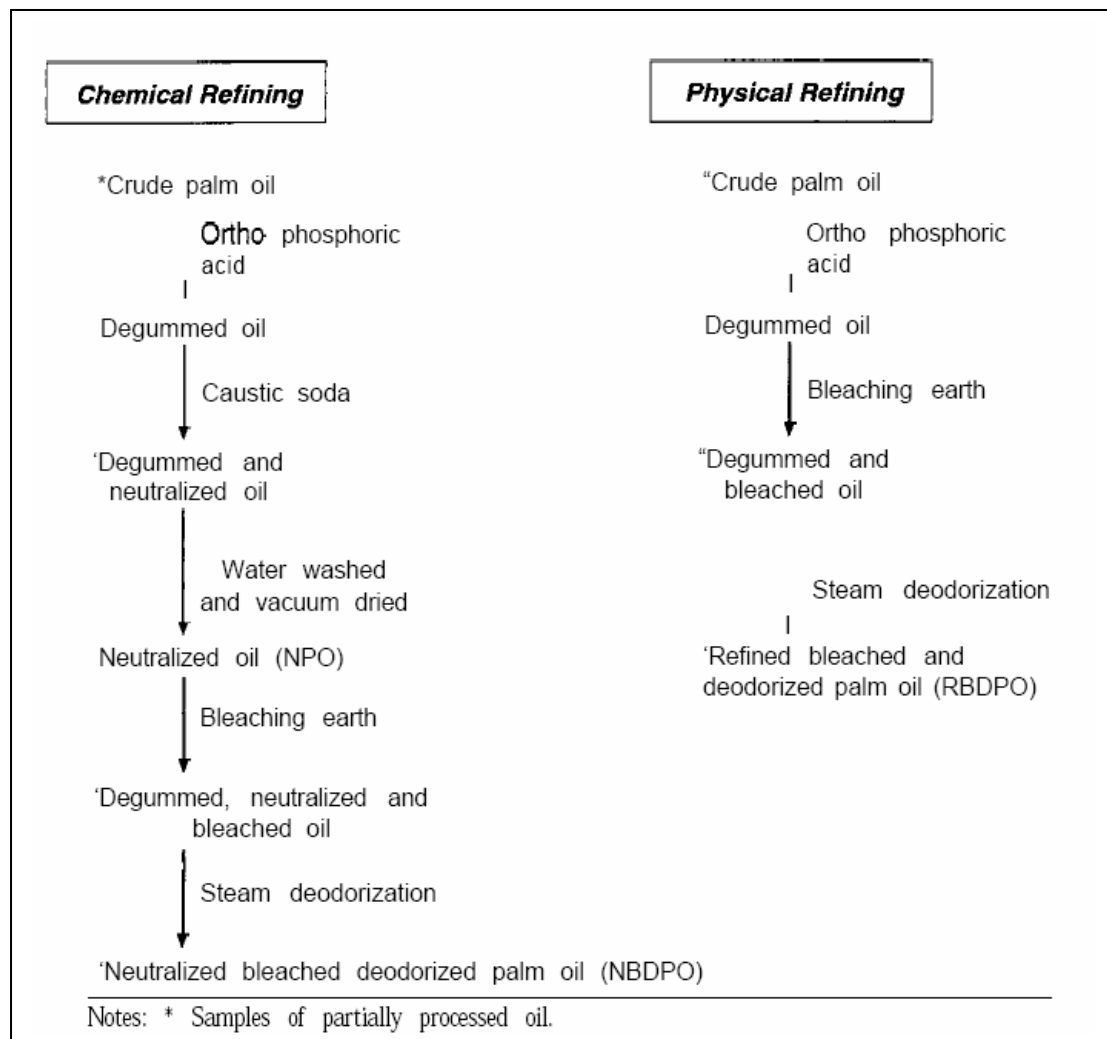 Chemical Refining
*Crude palm oil
Ortho phosphoric
acid
Degummed oil
Caustic soda
‘Degummed and
neutralized oil
Water washed
and vacuum dried
Neutralized oil (NPO)
Bleaching earth
‘Degummed, neutralized and
bleached oil
Steam deodorization
‘Neutralized bleached deodorized palm oil (NBDPO)
Physical Refining
“Crude palm oil
Ortho phosphoric
acid
Degummed oil
Bleaching earth
“Degummed and
bleached oil
Steam deodorization
‘Refined bleached and
deodorized palm oil (RBDPO)
Notes: * Samples of partially processed oil.